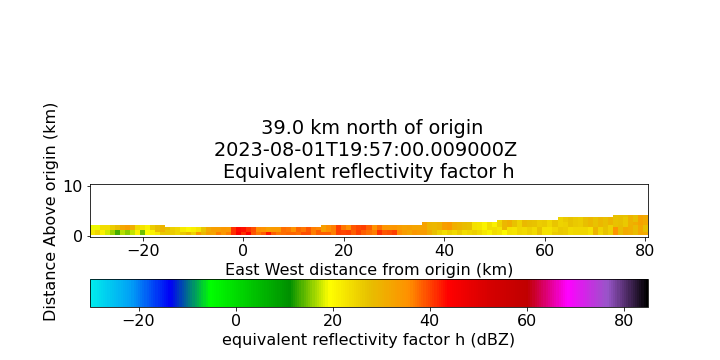 39.0 km north of origin
2023-08-01T19:57:00.009000Z
Equivalent reflectivity factor h
Distance Above origin (km)
10
0
−20 0 20 40 60 80
East West distance from origin (km)
−20 0 20 40 60 80
equivalent reflectivity factor h (dBZ)